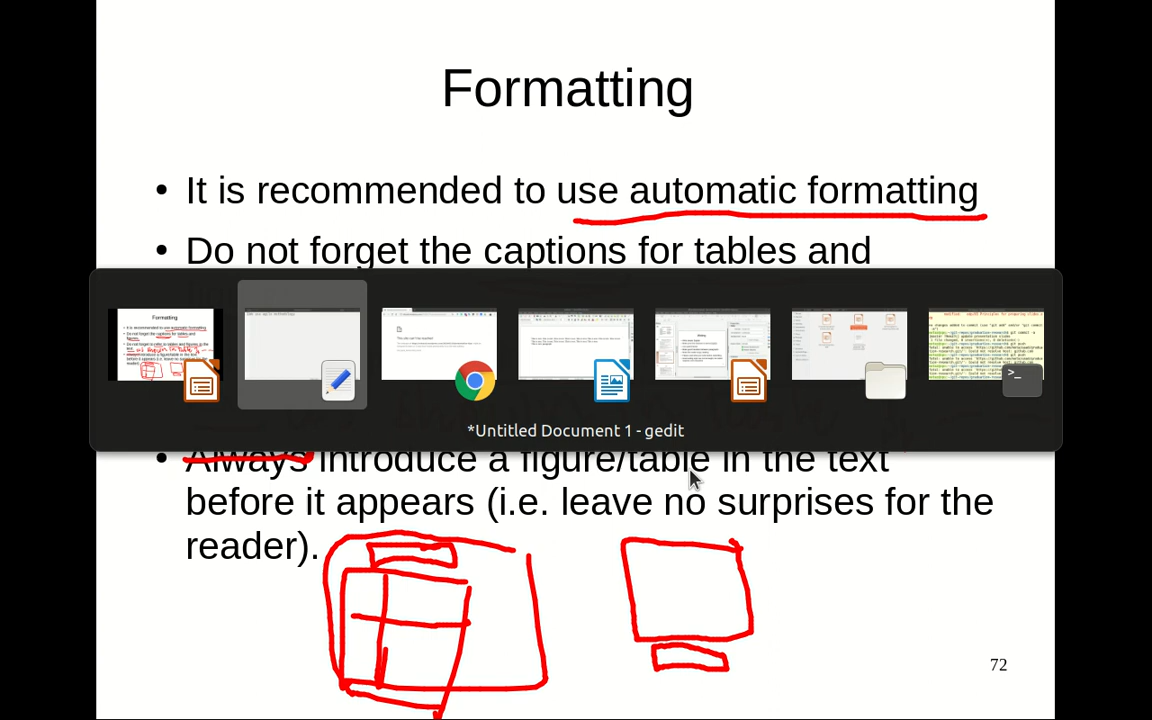 Formatting
• It is recommended to use automatic formatting
• Do not forget the captions for tables and
*Untitled Document 1 - gedit
• Always introduce a figure/table in the text
before it appears (i.e. leave no surprises for the
reader).
72